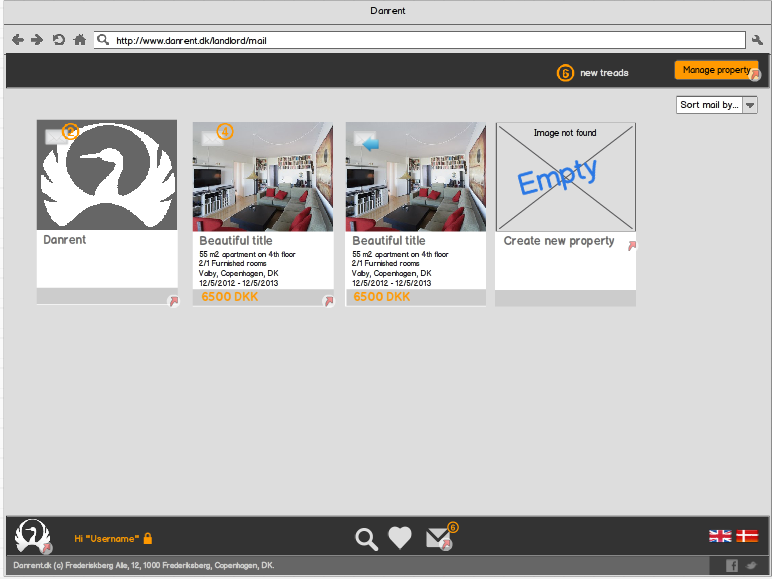 Danrent
http://www.danrent.dk/landlord/mail
6 new treads
Manage property
Sort mail by...
2
Danrent
4
Beautiful title
55 m2 apartment on 4th floor
2/1 Furnished rooms
Valby, Copenhagen, DK
12/5/2012 - 12/5/2013
6500 DKK
Beautiful title
55 m2 apartment on 4th floor
2/1 Furnished rooms
Valby, Copenhagen, DK
12/5/2012 - 12/5/2013
6500 DKK
Image not found
Empty
Create new property
Hi "Username"
6
Danrent.dk (c) Frederiskberg Alle, 12, 1000 Frederiksberg, Copenhagen, DK.